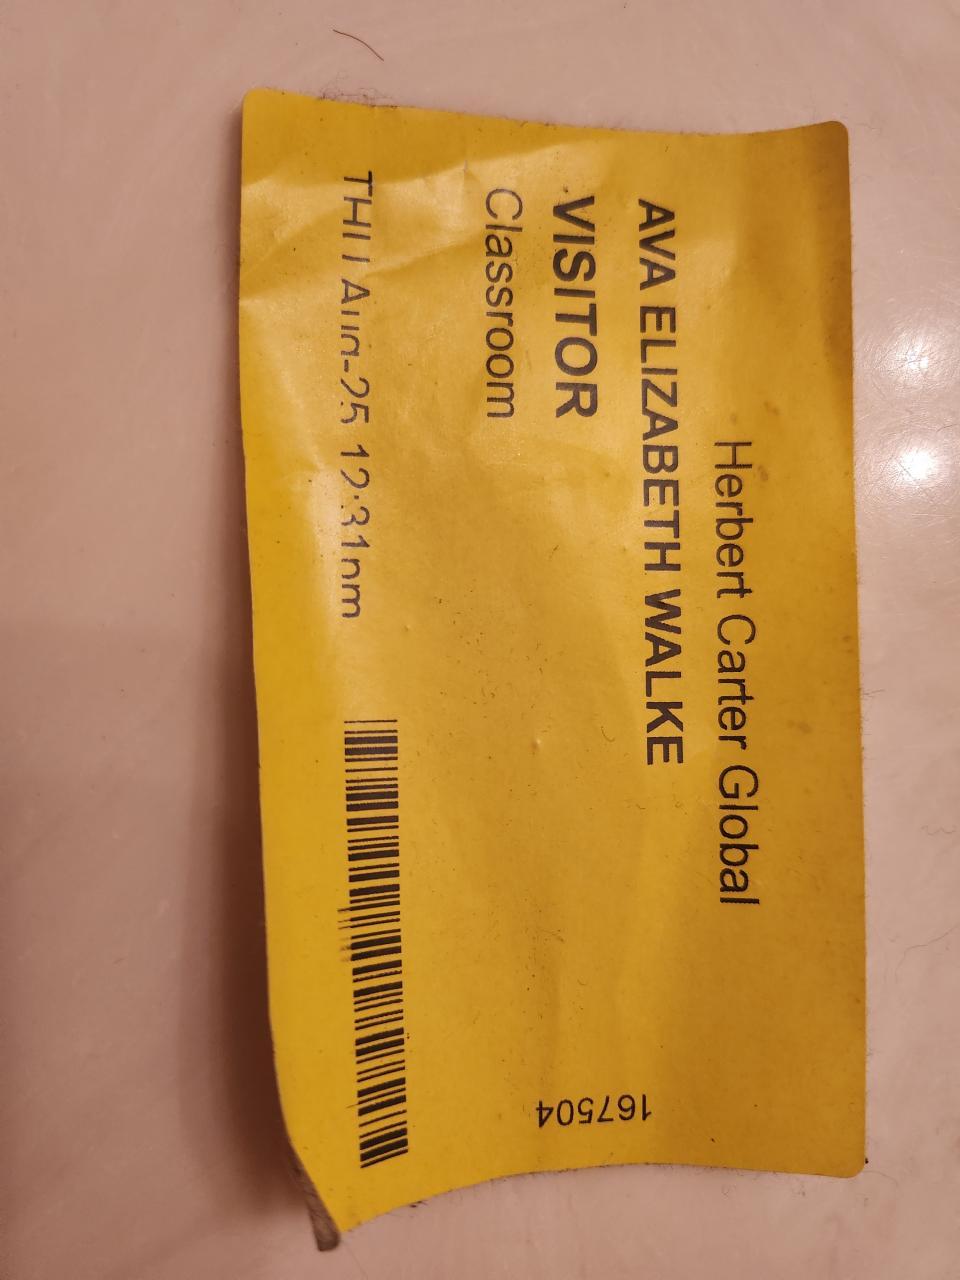 Herbert Carter Global
AVA ELIZABETH WALKE
VISITOR
Classroom
THU Aug-25 12:31pm
167504